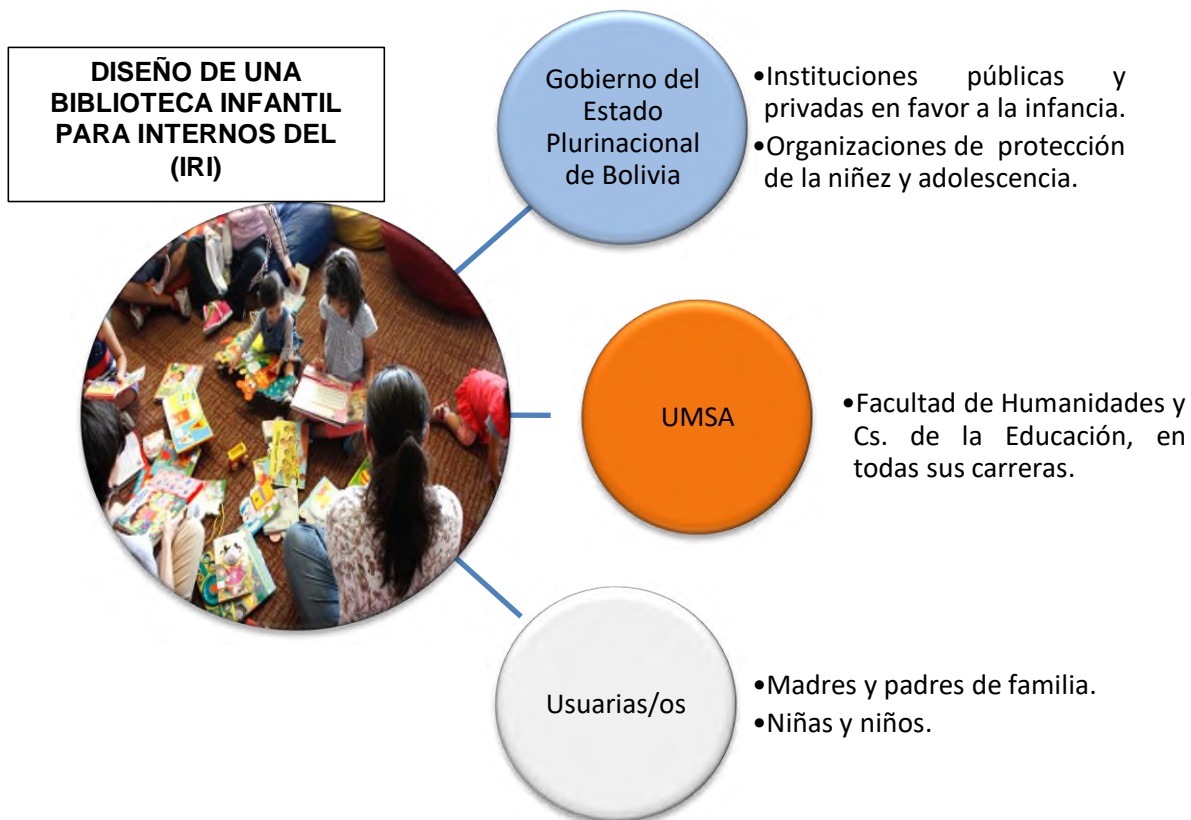 DISEÑO DE UNA
BIBLIOTECA INFANTIL
PARA INTERNOS DEL
(IRI)
Gobierno del
Estado
Plurinacional
de Bolivia
•Instituciones públicas y
privadas en favor a la infancia.
•Organizaciones de protección
de la niñez y adolescencia.
UMSA
•Facultad de Humanidades y
Cs. de la Educación, en
todas sus carreras.
Usuarias/os
•Madres y padres de familia.
•Niñas y niños.